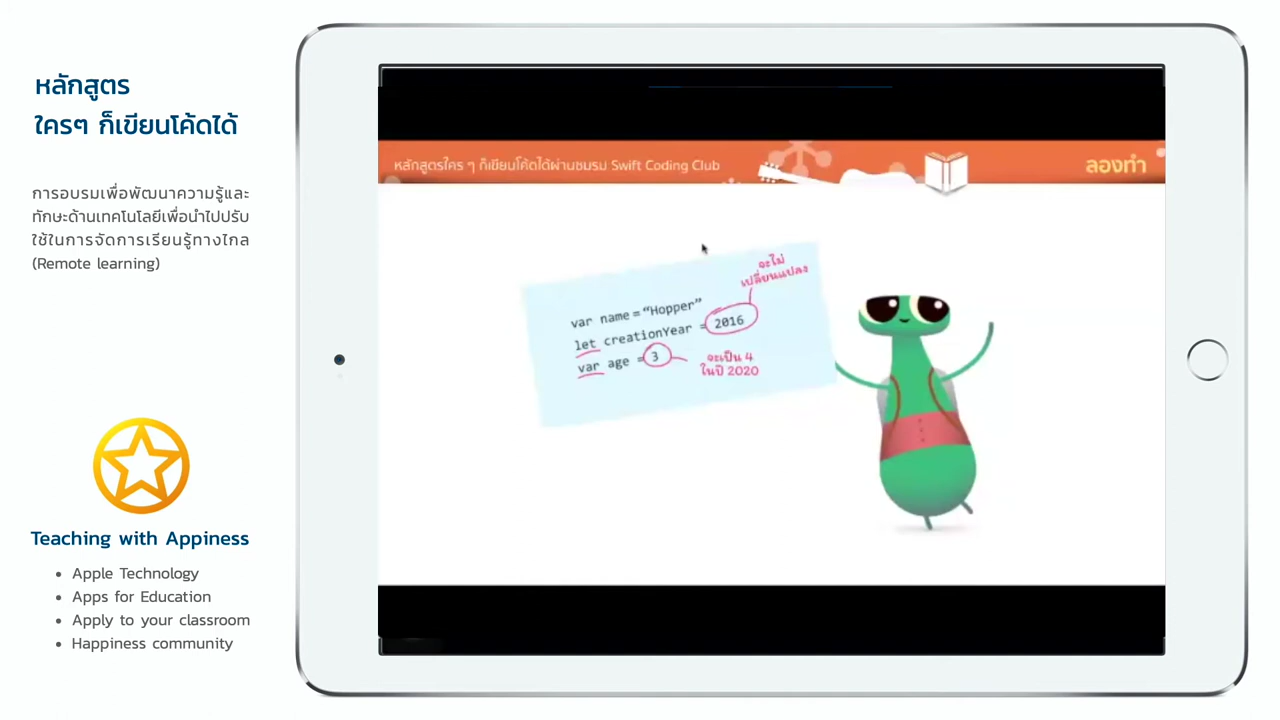 หลักสูตร
ใครๆ ก็เขียนโค้ดได้
การอบรมเพื่อพัฒนาความรู้และ
ทักษะด้านเทคโนโลยีเพื่อนำไปปรับ
ใช้ในการจัดการเรียนรู้ทางไกล
(Remote learning)
Teaching with Appiness
• Apple Technology
• Apps for Education
• Apply to your classroom
• Happiness community
หลักสูตรใคร ๆ ก็เขียนโค้ดได้ผ่านชมรม Swift Coding Club
ลองทำ
จะไม่
เปลี่ยนแปลง
var name = “Hopper”
let creationYear = 2016
var age = 3
จะเป็น 4
ในปี 2020